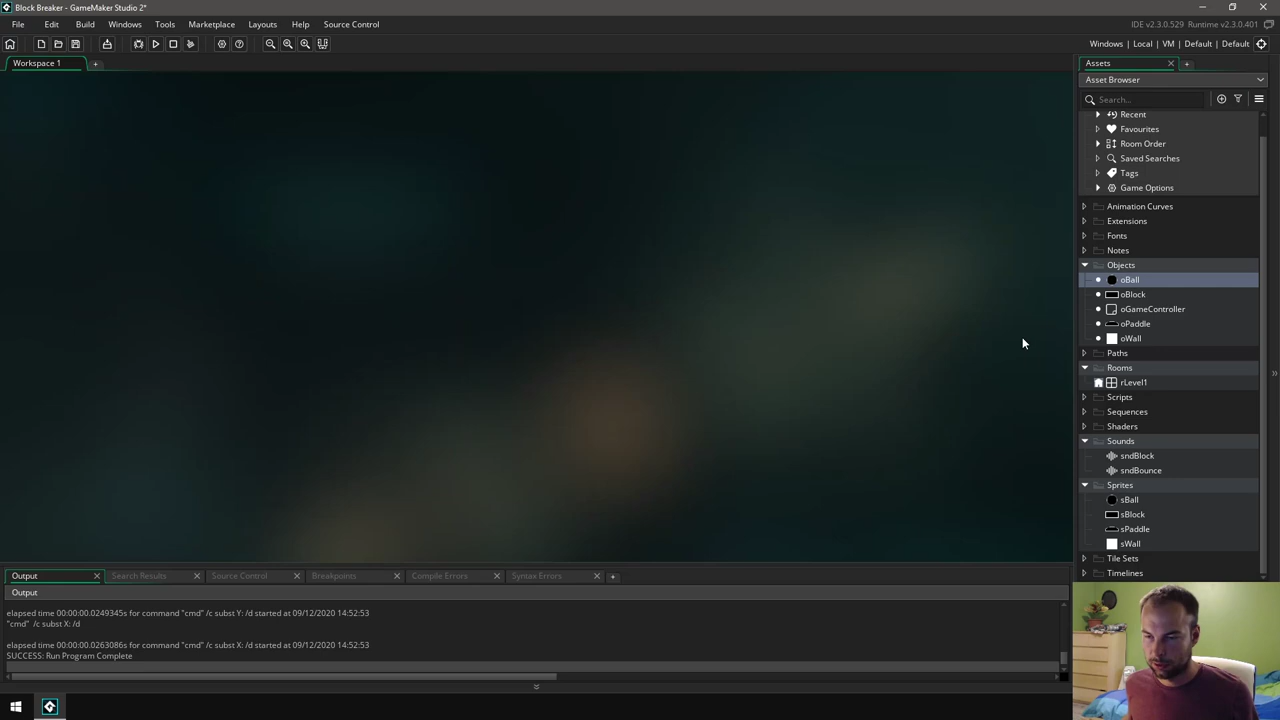 Block Breaker - GameMaker Studio 2*
File Edit Build Windows Tools Marketplace Layouts Help Source Control
IDE v2.3.0.529 Runtime v2.3.0.401
Windows | Local | VM | Default | Default
Workspace 1
Assets
Asset Browser
Search...
Recent
Favourites
Room Order
Saved Searches
Tags
Game Options
Animation Curves
Extensions
Fonts
Notes
Objects
oBall
oBlock
oGameController
oPaddle
oWall
Paths
Rooms
rLevel1
Scripts
Sequences
Shaders
Sounds
sndBlock
sndBounce
Sprites
sBall
sBlock
sPaddle
sWall
Tile Sets
Timelines
Output Search Results Source Control Breakpoints Compile Errors Syntax Errors
Output
elapsed time 00:00:00.0249345s for command "cmd" /c subst Y: /d started at 09/12/2020 14:52:53
"cmd" /c subst X: /d
elapsed time 00:00:00.0263086s for command "cmd" /c subst X: /d started at 09/12/2020 14:52:53
SUCCESS: Run Program Complete